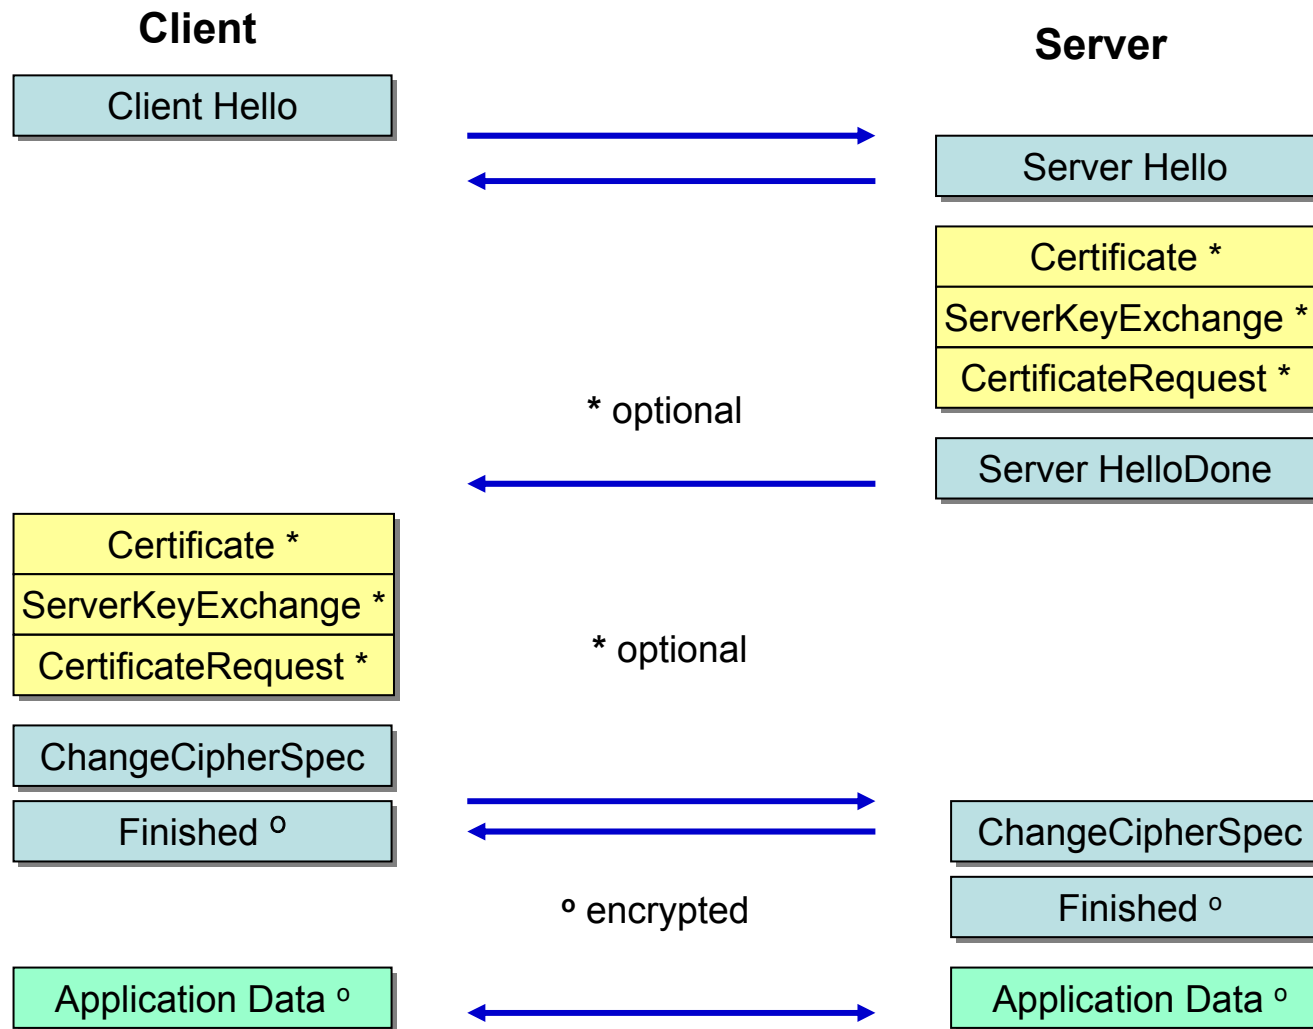 Client
Server
Client Hello
Server Hello
Certificate *
ServerKeyExchange *
CertificateRequest *
* optional
Server HelloDone
Certificate *
ServerKeyExchange *
CertificateRequest *
* optional
ChangeCipherSpec
Finished o
ChangeCipherSpec
o encrypted
Finished o
Application Data o
Application Data o